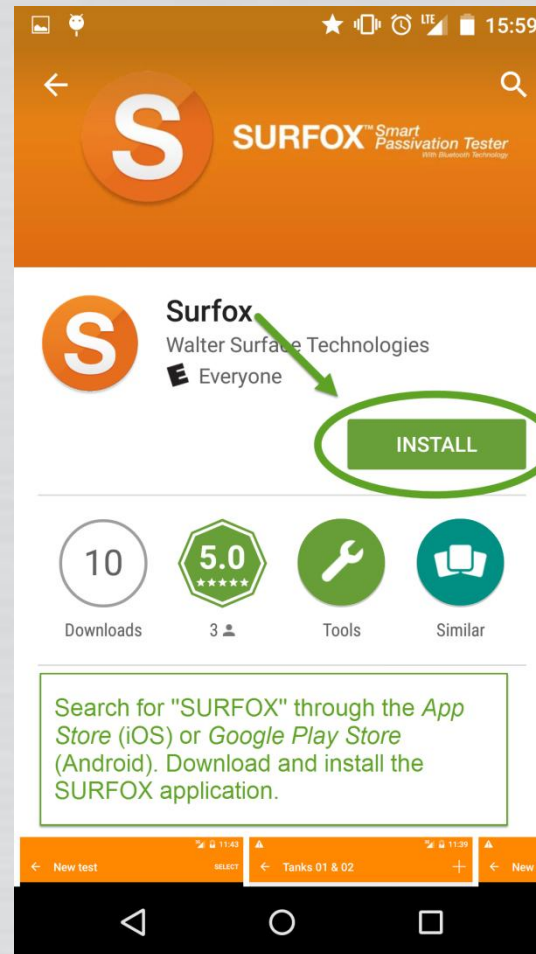 LTE 15:59
S SURFOX™ Smart
Passivation Tester
With Bluetooth Technology
S Surfox
Walter Surface Technologies
E Everyone
INSTALL
10 5.0
Downloads 3 Tools Similar
Search for "SURFOX" through the App
Store (iOS) or Google Play Store
(Android). Download and install the
SURFOX application.
11:43 11:39
New test SELECT Tanks 01 & 02 New